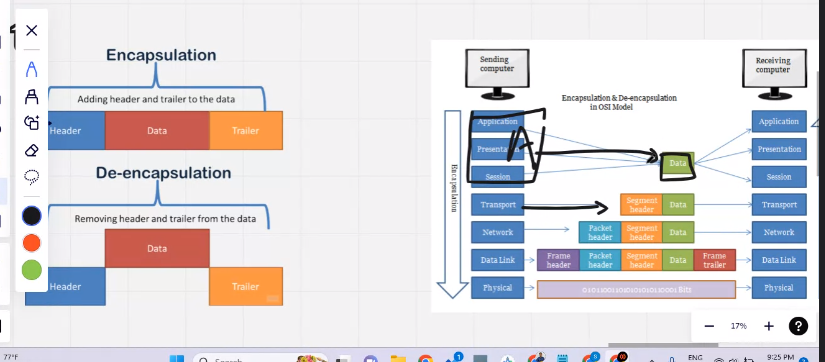 Encapsulation
Adding header and trailer to the data
Header
Data
Trailer
De-encapsulation
Removing header and trailer from the data
Data
Header
Trailer
Sending
computer
Receiving
computer
Encapsulation & De-encapsulation
in OSI Model
Encapsulation
Application
Application
Presentation
Data
Presentation
Session
Session
Transport
Segment
header
Data
Transport
Network
Packet
header
Segment
header
Data
Network
Data Link
Frame
header
Packet
header
Segment
header
Data
Frame
trailer
Data Link
Physical
Bits
Physical
17%
77°F
Search
ENG
9:25 PM